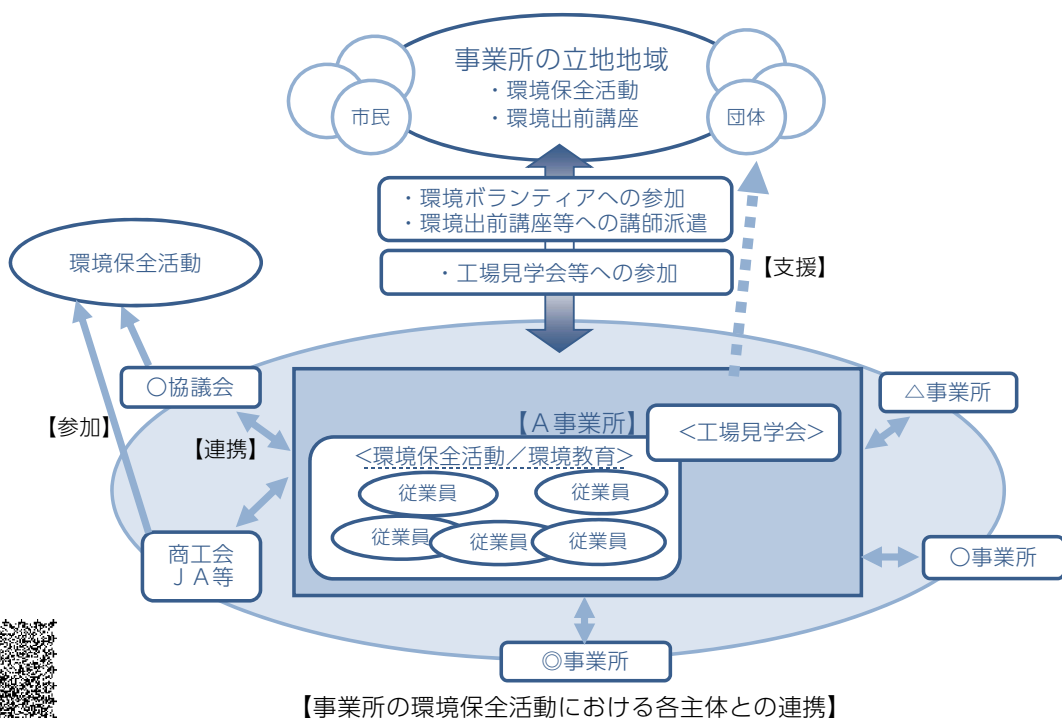 事業所の立地地域
・環境保全活動
・環境出前講座
市民
団体
・環境ボランティアへの参加
・環境出前講座等への講師派遣
・工場見学会等への参加
【支援】
環境保全活動
○協議会
【参加】
【連携】
商工会
ＪＡ等
【Ａ事業所】
<工場見学会>
<環境保全活動／環境教育>
従業員
従業員
従業員
従業員
従業員
△事業所
○事業所
◎事業所
【事業所の環境保全活動における各主体との連携】